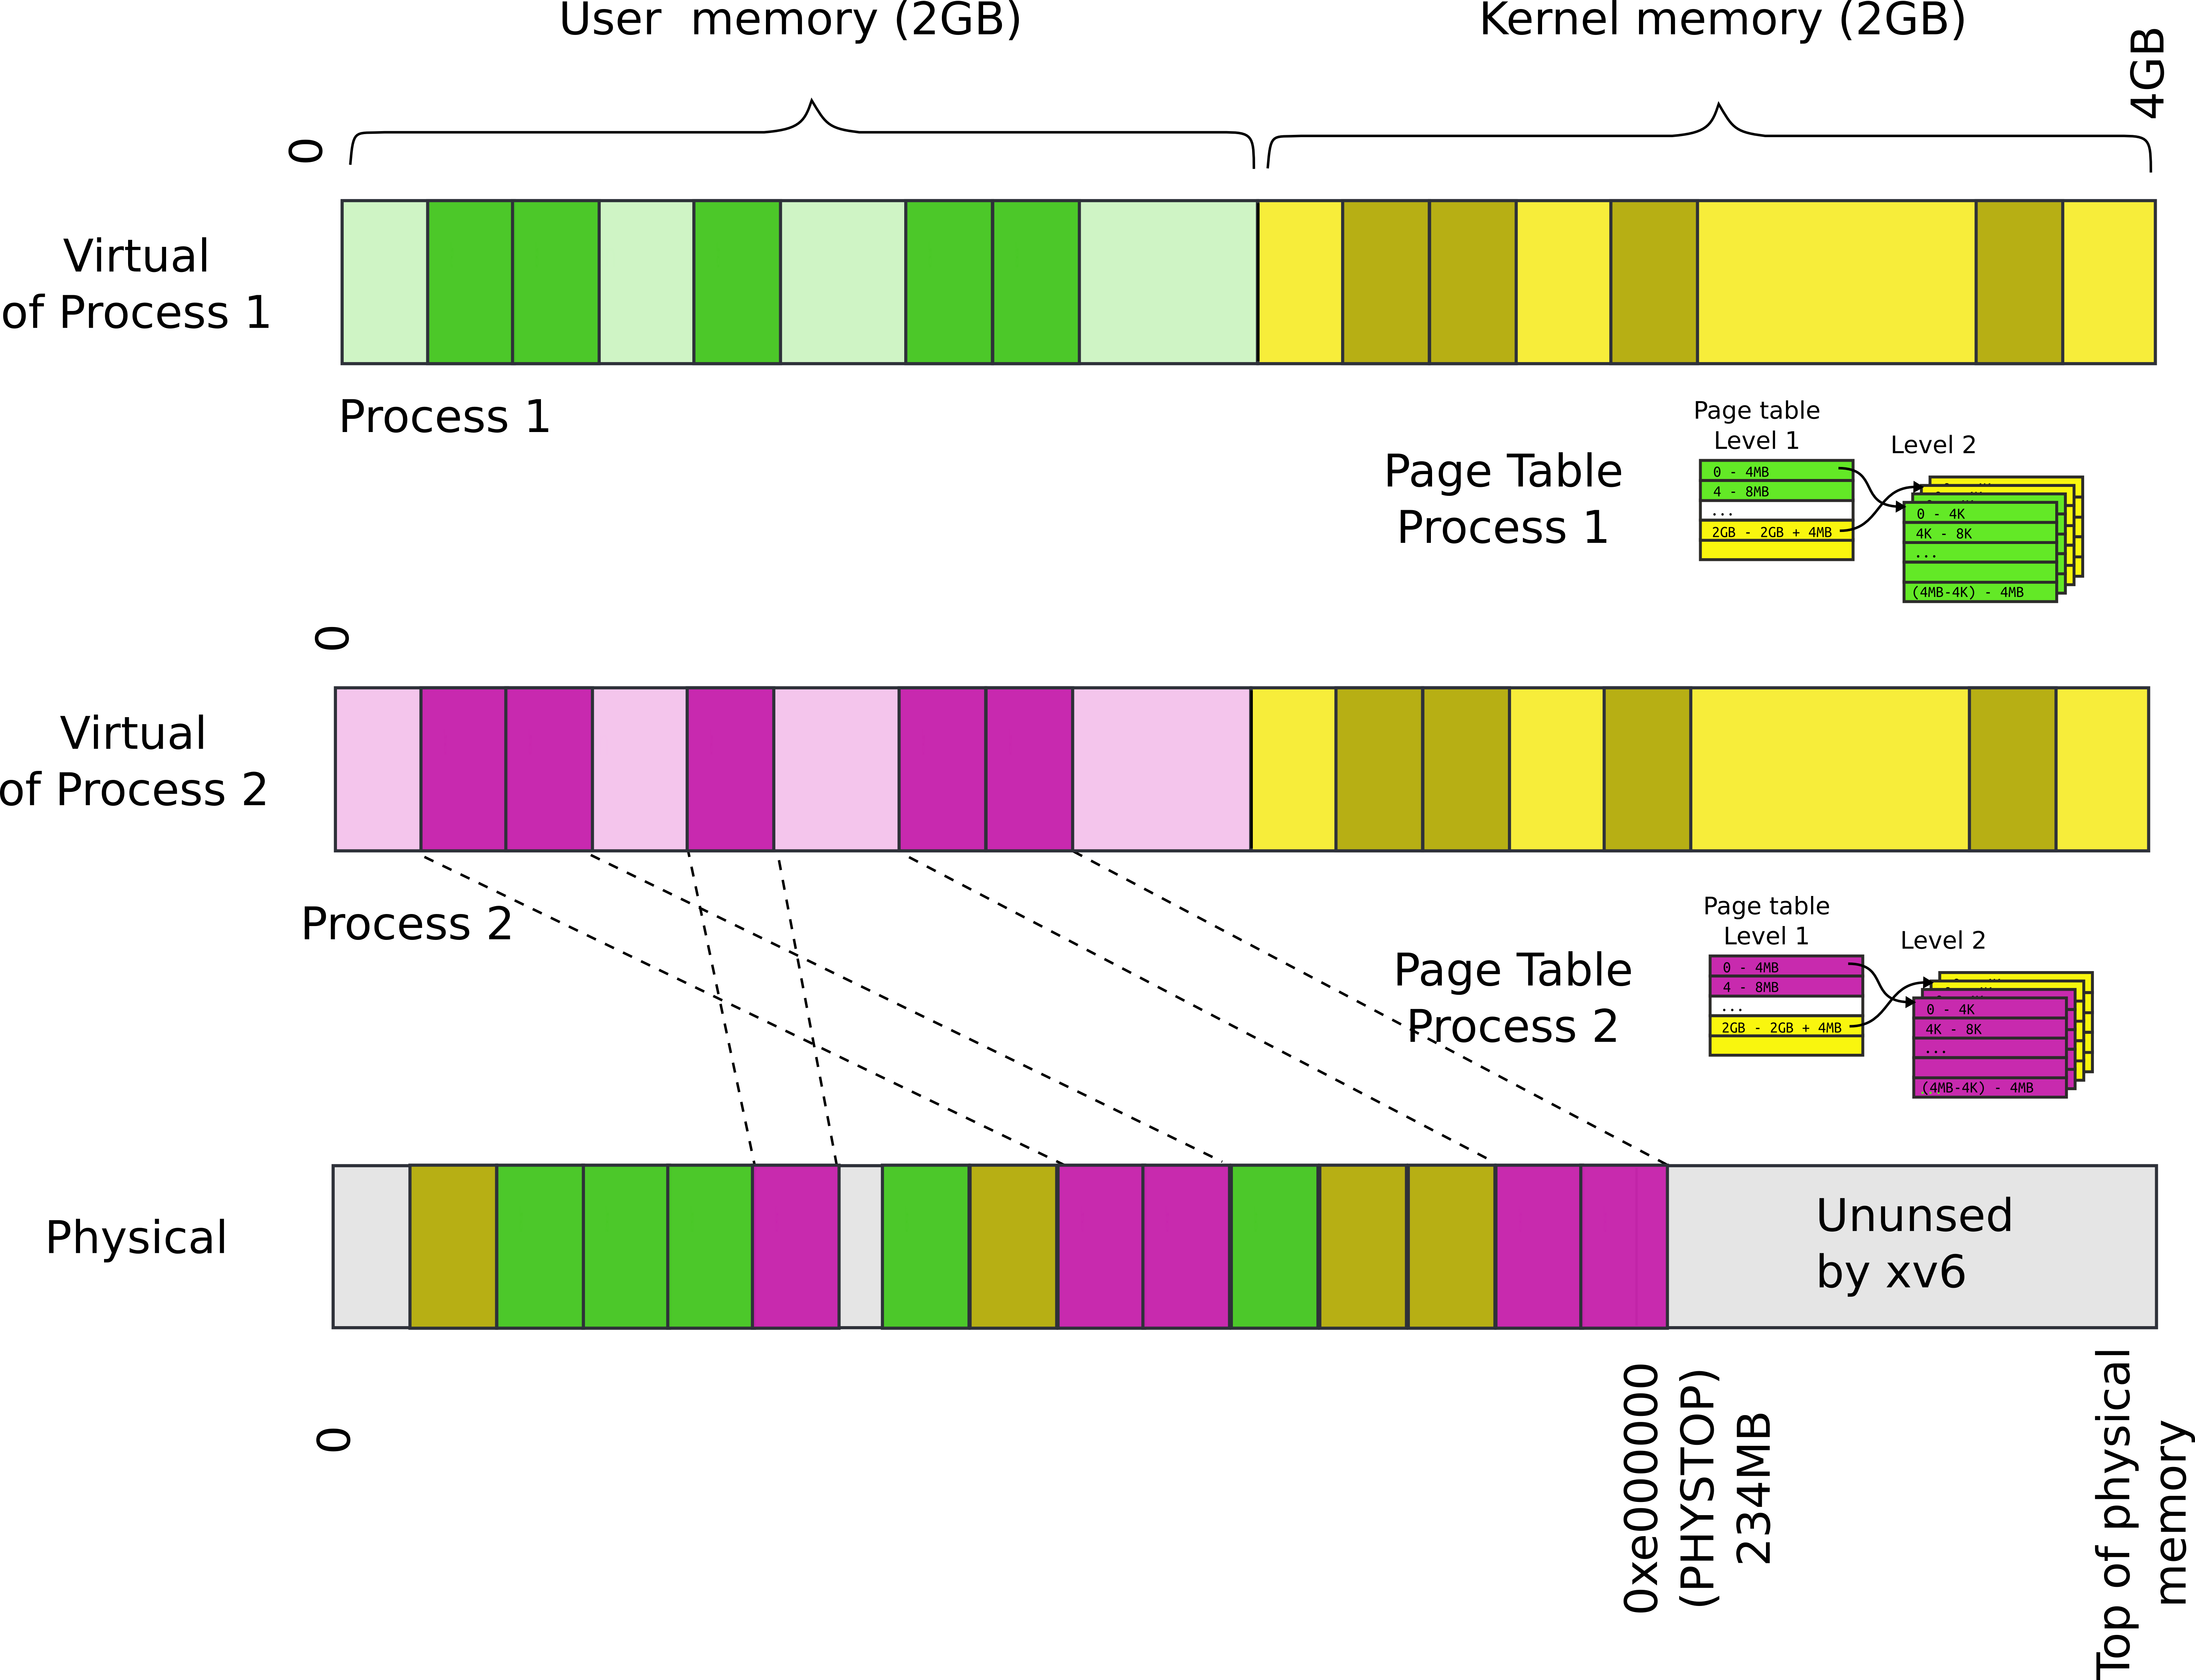 User  memory (2GB)
Kernel memory (2GB)
4GB
0
Virtual
of Process 1
Process 1
Page Table
Process 1
Page table
Level 1
Level 2
0 - 4MB
4 - 8MB
...
2GB - 2GB + 4MB
0 - 4K
4K - 8K
...
(4MB-4K) - 4MB
0
Virtual
of Process 2
Process 2
Page Table
Process 2
Page table
Level 1
Level 2
0 - 4MB
4 - 8MB
...
2GB - 2GB + 4MB
0 - 4K
4K - 8K
...
(4MB-4K) - 4MB
Physical
Ununsed
by xv6
0
0xe000000
(PHYSTOP)
234MB
Top of physical
memory